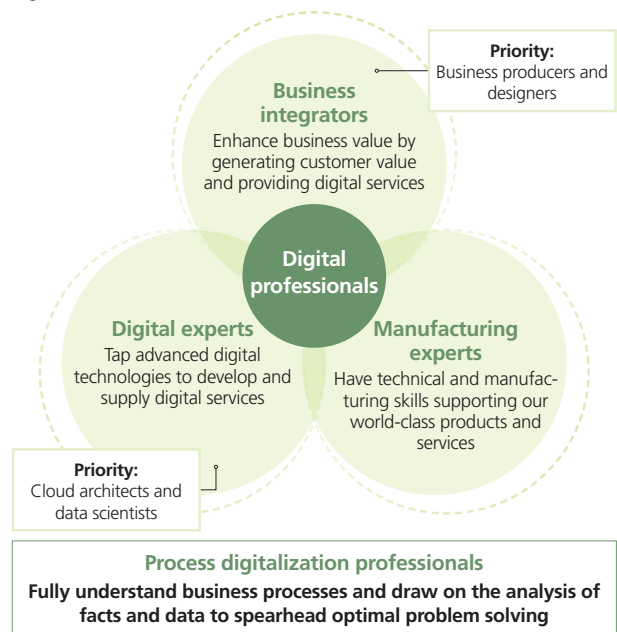 Priority:
Business producers and
designers
Business
integrators
Enhance business value by
generating customer value
and providing digital services
Digital
professionals
Digital experts
Tap advanced digital
technologies to develop and
supply digital services
Manufacturing
experts
Have technical and manufac-
turing skills supporting our
world-class products and
services
Priority:
Cloud architects and
data scientists
Process digitalization professionals
Fully understand business processes and draw on the analysis of
facts and data to spearhead optimal problem solving